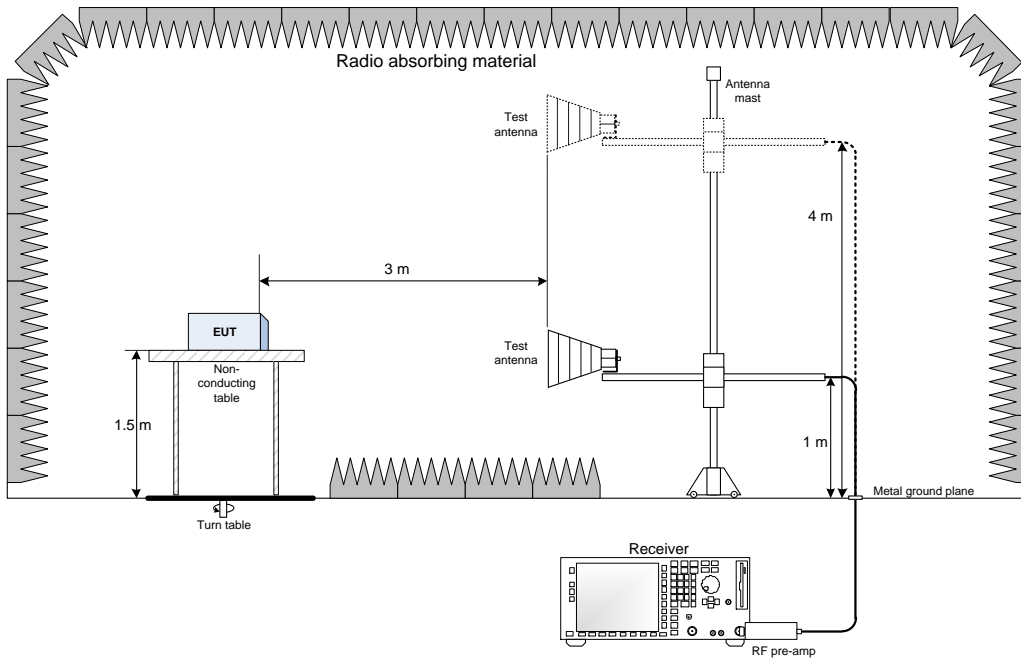 Radio absorbing material
Antenna
mast
Test
antenna
4 m
3 m
EUT
Test
antenna
Non-
conducting
table
1.5 m
1 m
Metal ground plane
Turn table
Receiver
RF pre-amp